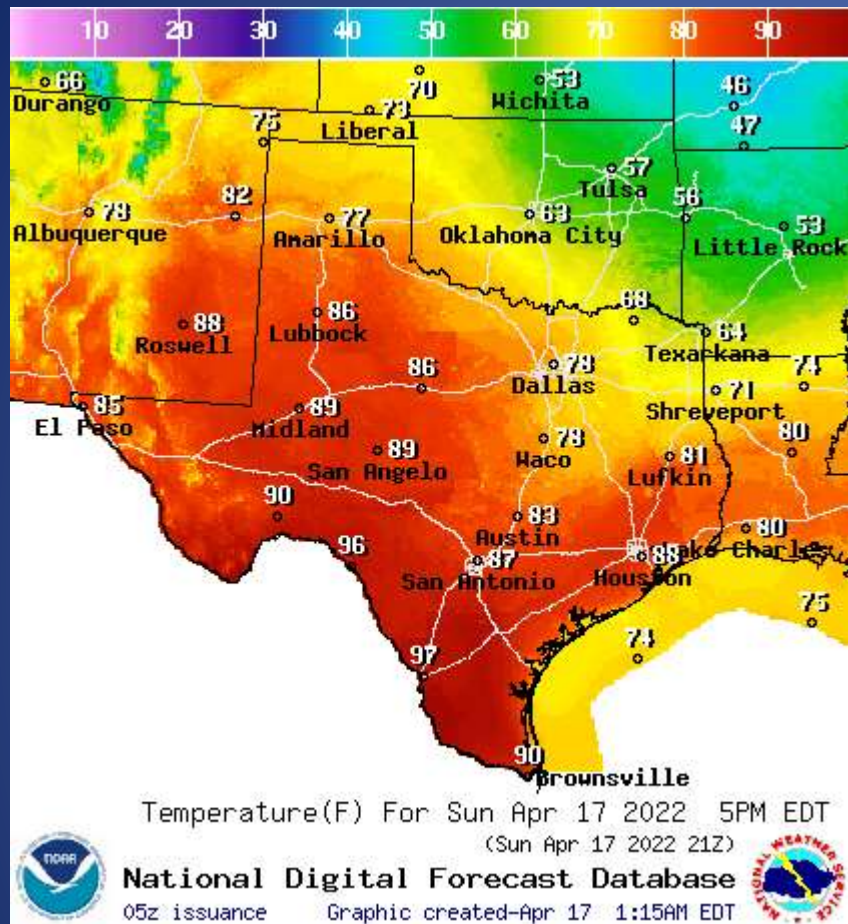 10 20 30 40 50 60 70 80 90
66 70 53 46
Durango Wichita
73
Liberal
75 47
57
Tulsa
78 82 77 63 56 53
Albuquerque Amarillo Oklahoma City Little Rock
88 86 68
Roswell Lubbock 64
Texarkana
86 78 74
Dallas 71
85 89 Shreveport
El Paso Midland
89 78 81 80
San Angelo Waco Lufkin
90 83 80
Austin
96 87 88 Lake Charles
San Antonio Houston
75
97 74
90
Brownsville
Temperature(F) For Sun Apr 17 2022 5PM EDT
(Sun Apr 17 2022 21Z)
NOAA
NATIONAL WEATHER SERVICE
National Digital Forecast Database
05z issuance Graphic created-Apr 17 1:15AM EDT